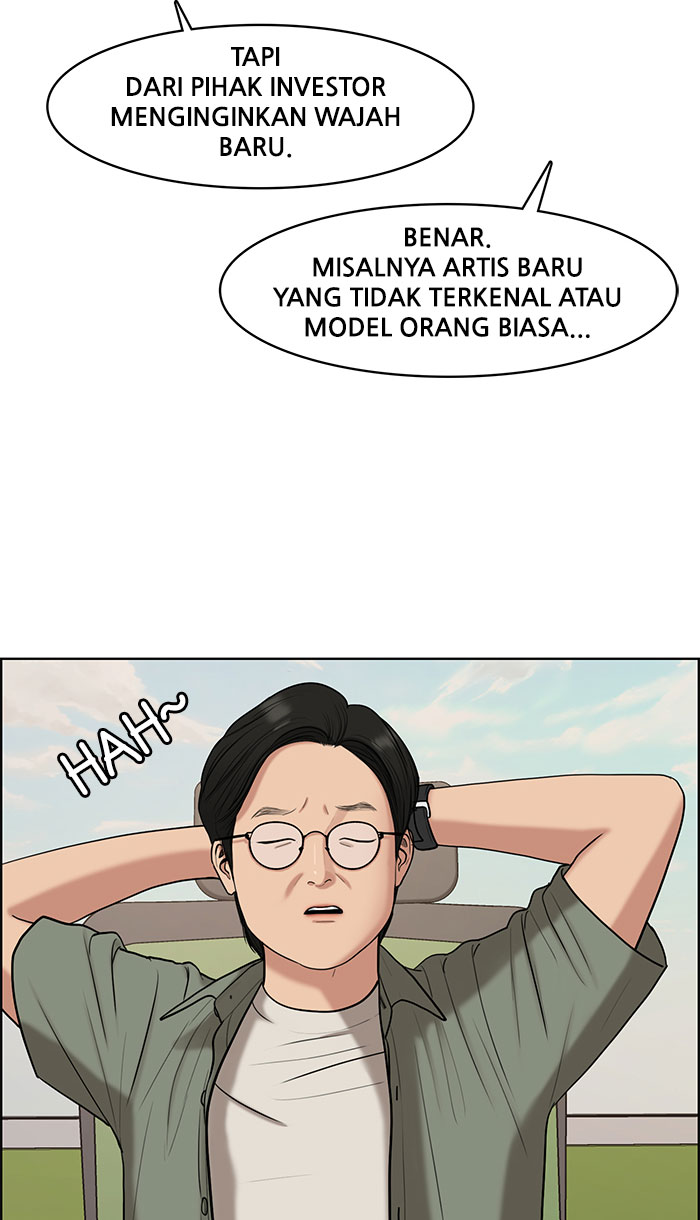 TAPI
DARI PIHAK INVESTOR
MENGINGINKAN WAJAH
BARU.
BENAR.
MISALNYA ARTIS BARU
YANG TIDAK TERKENAL ATAU
MODEL ORANG BIASA...
HAH~